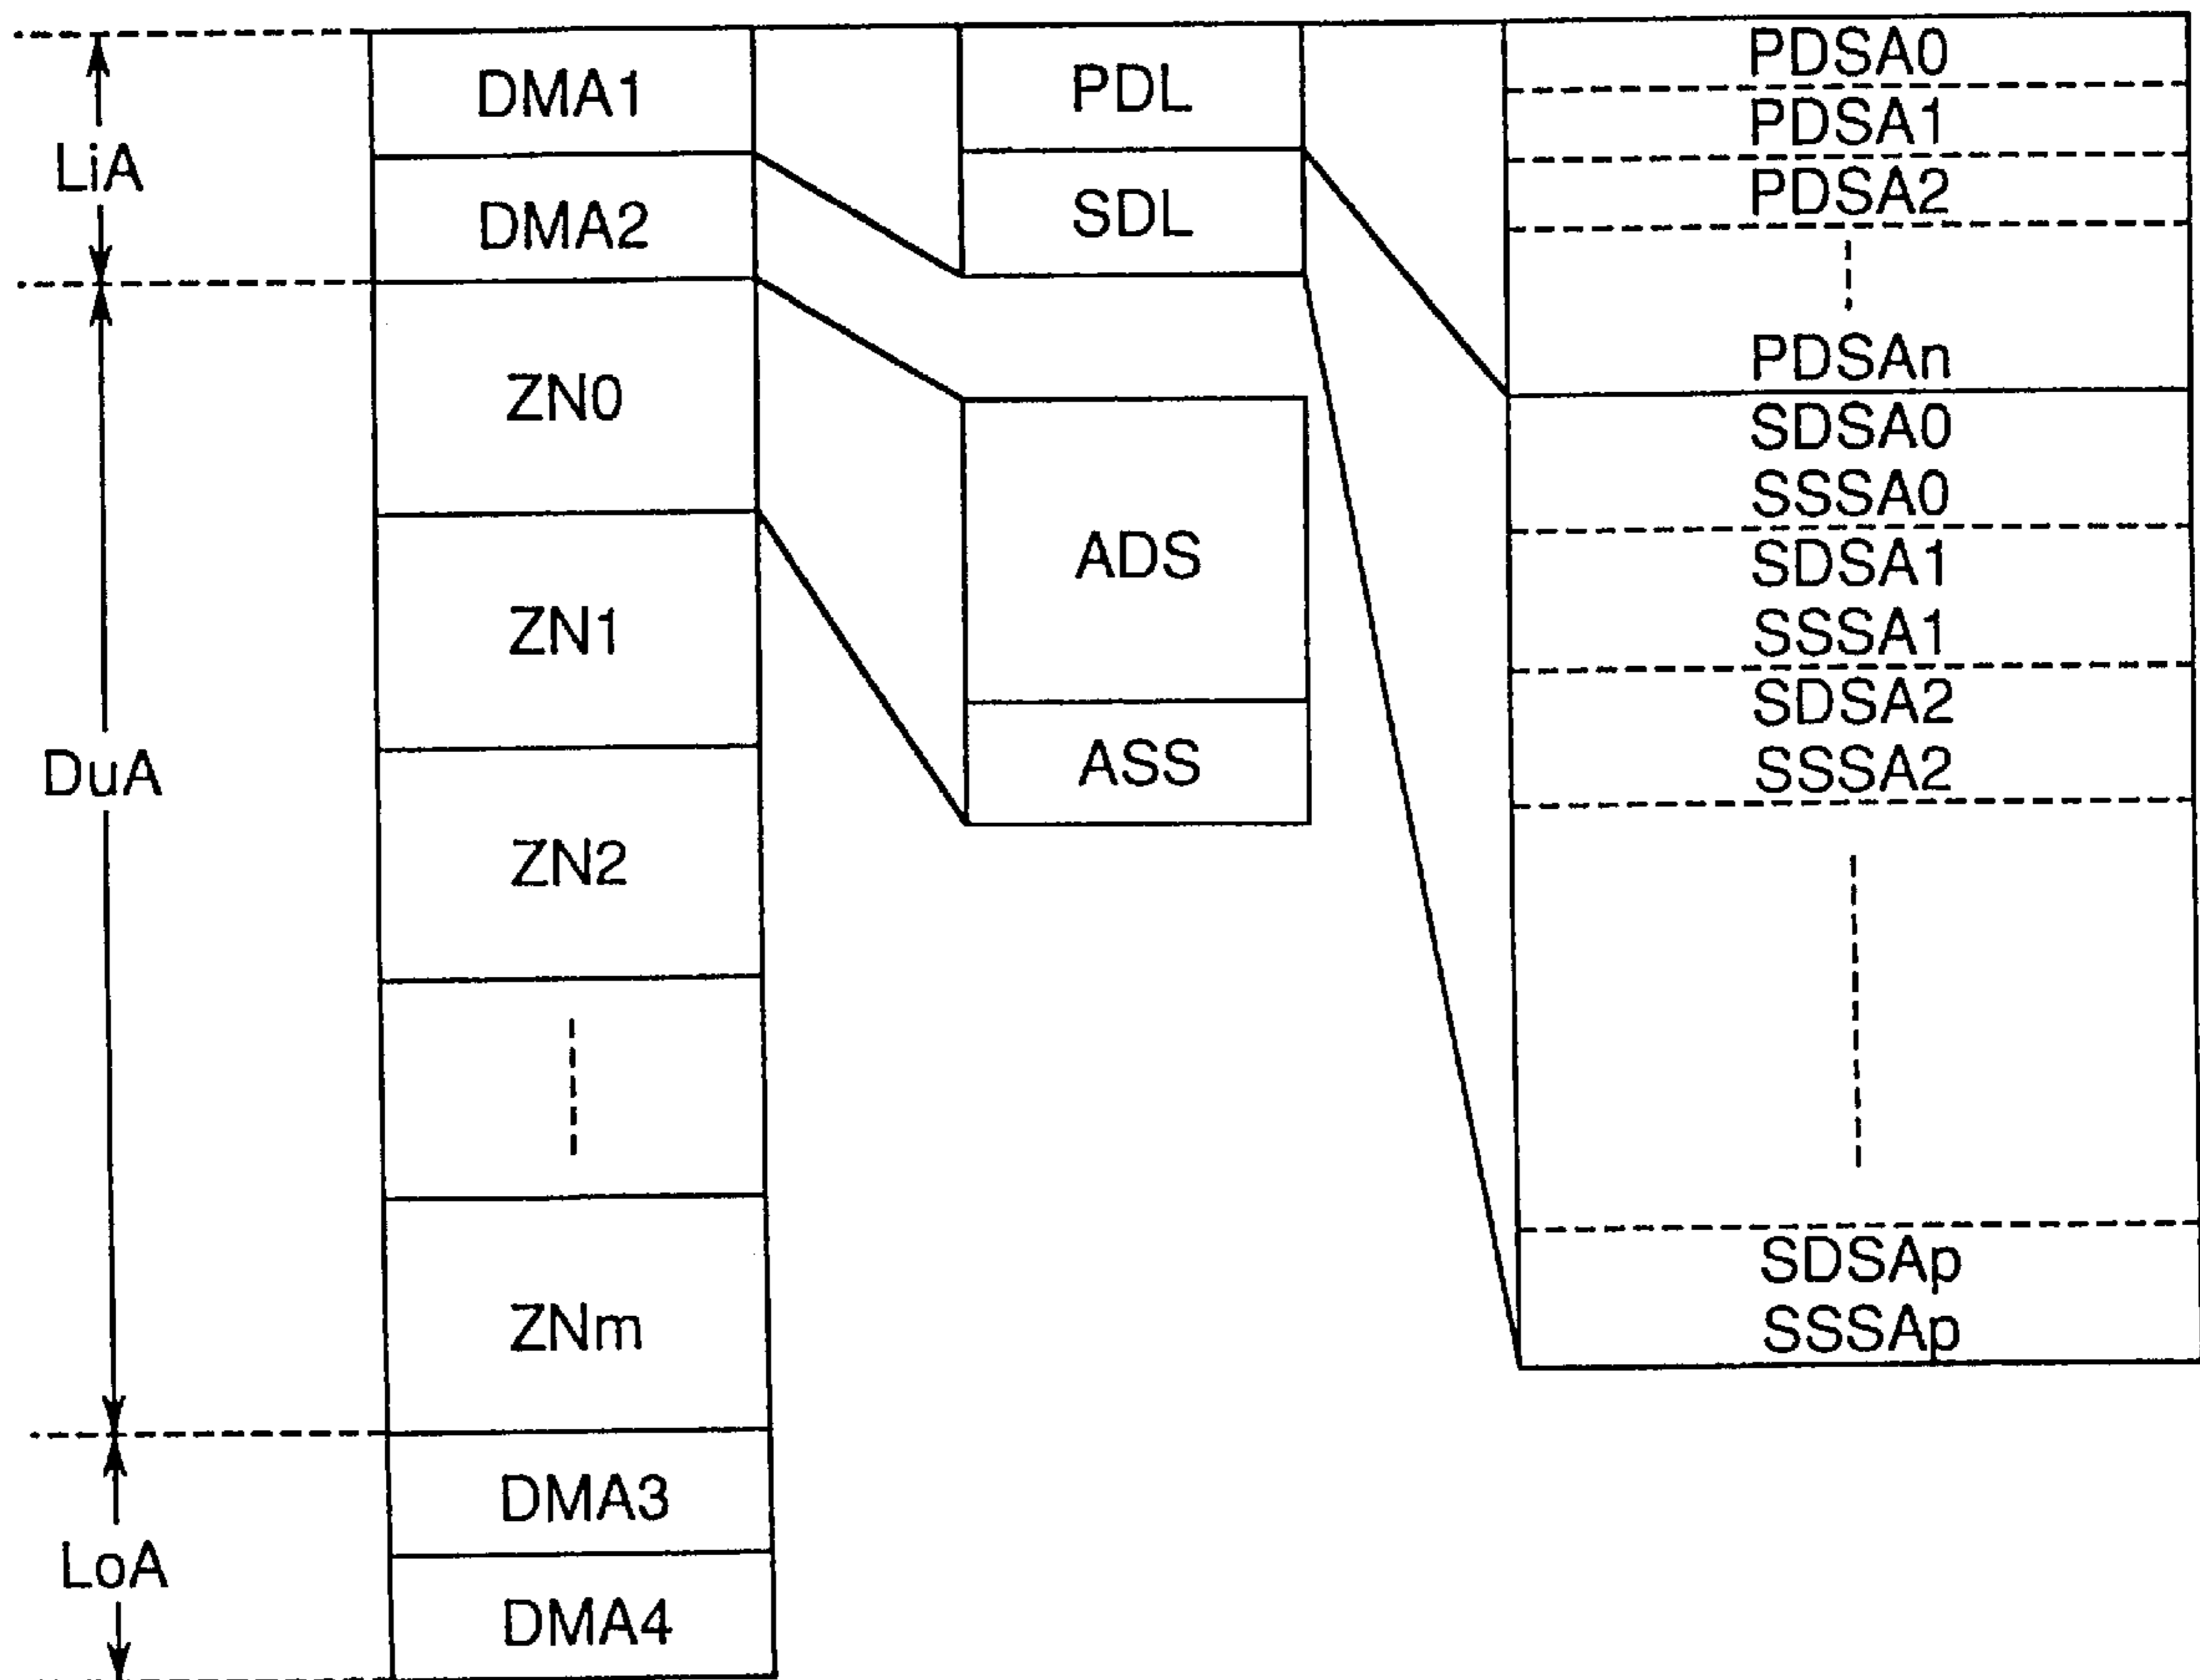 LiA
DuA
LoA
DMA1
DMA2
ZN0
ZN1
ZN2
ZNm
DMA3
DMA4
PDL
SDL
ADS
ASS
PDSA0
PDSA1
PDSA2
PDSAn
SDSA0
SSSA0
SDSA1
SSSA1
SDSA2
SSSA2
SDSAp
SSSAp